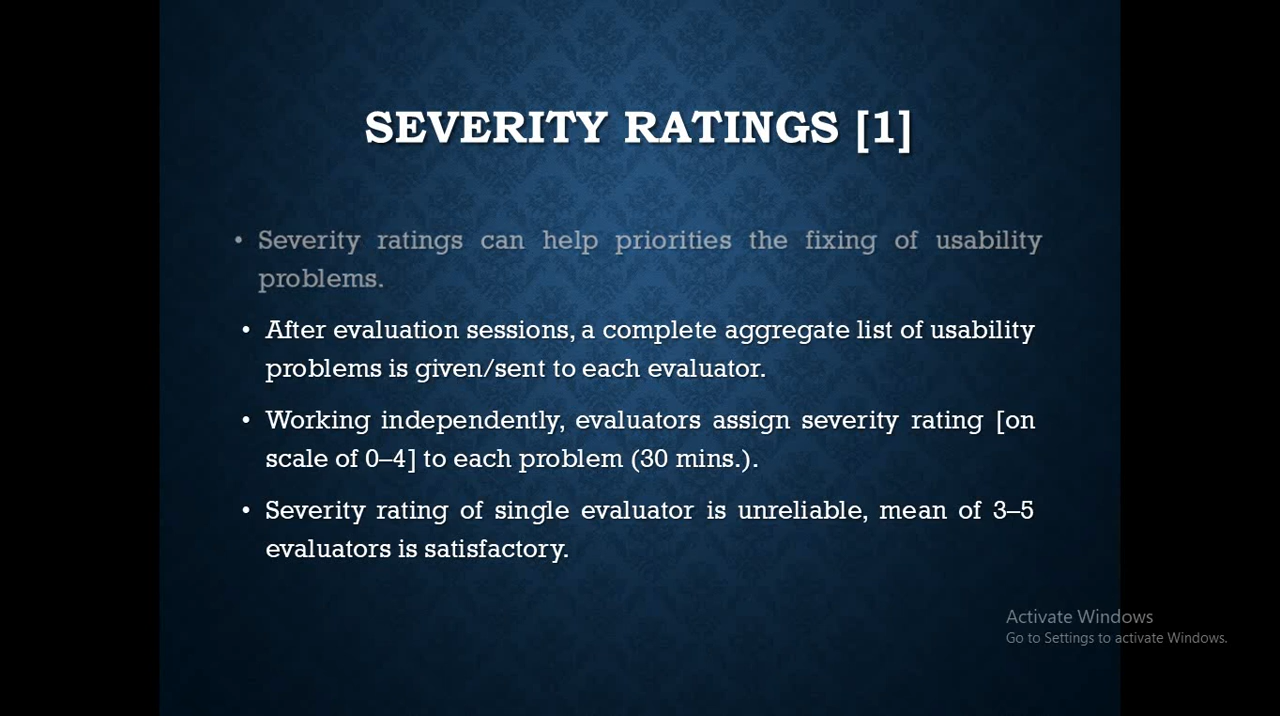 SEVERITY RATINGS [1]
• Severity ratings can help priorities the fixing of usability
problems.
• After evaluation sessions, a complete aggregate list of usability
problems is given/sent to each evaluator.
• Working independently, evaluators assign severity rating [on
scale of 0–4] to each problem (30 mins.).
• Severity rating of single evaluator is unreliable, mean of 3–5
evaluators is satisfactory.
Activate Windows
Go to Settings to activate Windows.